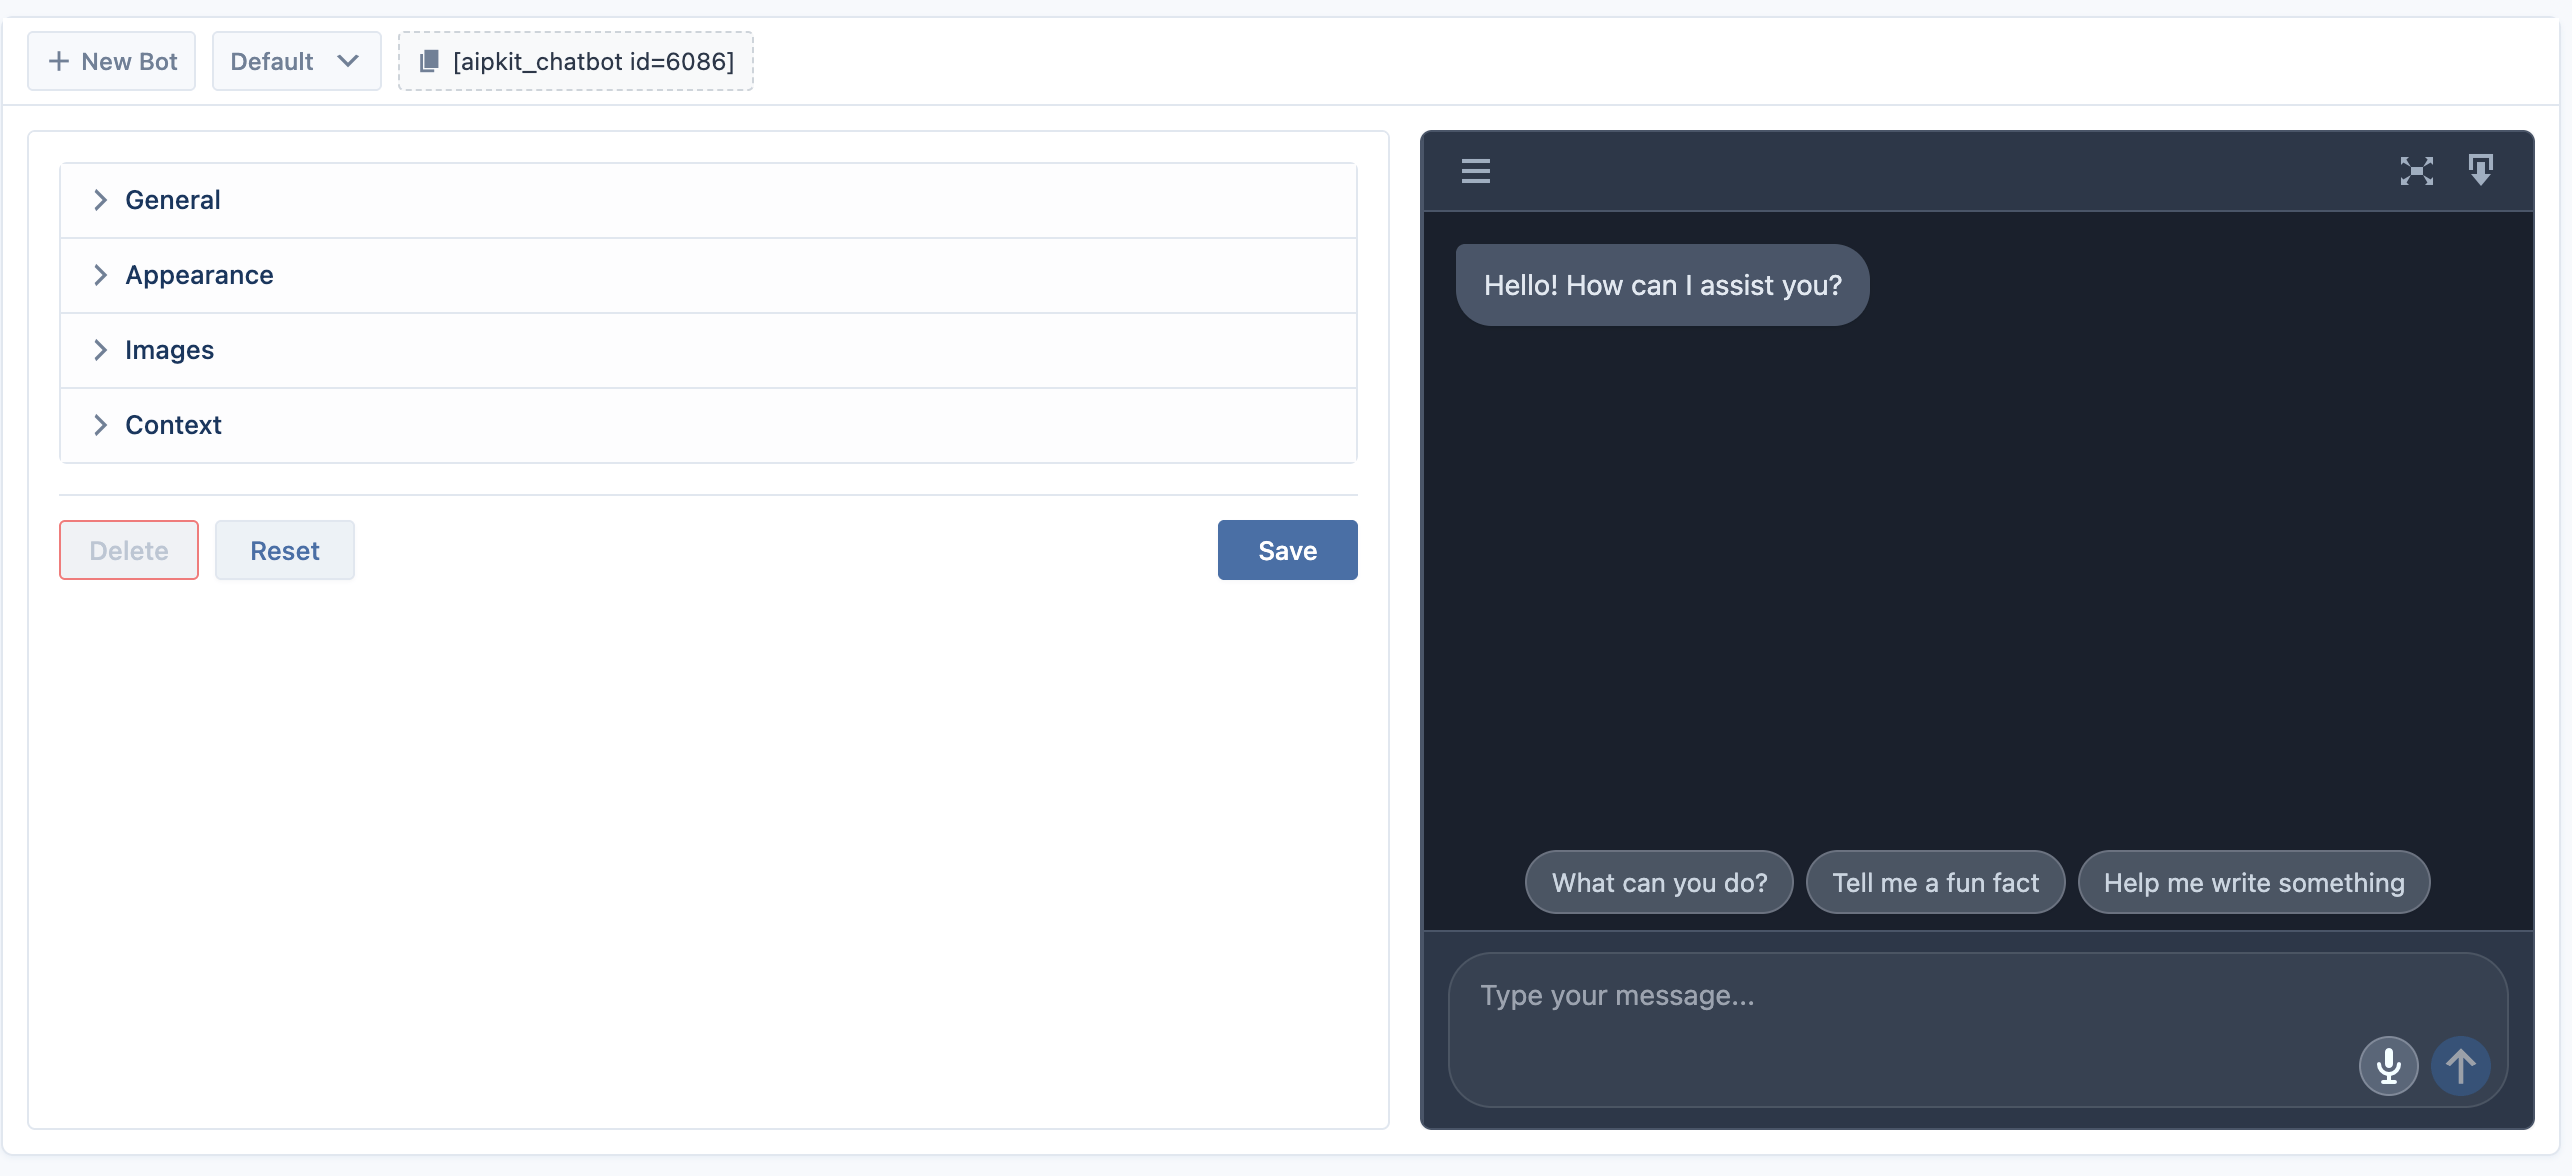 New Bot
Default
[aipkit_chatbot id=6086]
General
Appearance
Images
Context
Delete
Reset
Save
Hello! How can I assist you?
What can you do?
Tell me a fun fact
Help me write something
Type your message...